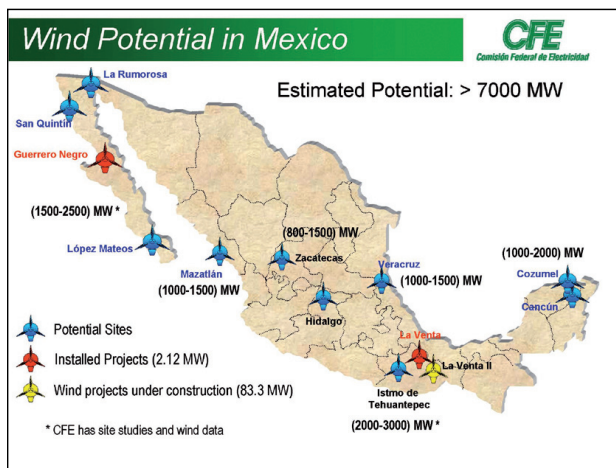 Wind Potential in Mexico
CFE
Comisión Federal de Electricidad
Estimated Potential: > 7000 MW
La Rumorosa
San Quintín
Guerrero Negro
(1500-2500) MW *
López Mateos
Mazatlán
(1000-1500) MW
(800-1500) MW
Zacatecas
Hidalgo
Veracruz
(1000-1500) MW
(1000-2000) MW
Cozumel
Cancún
La Venta
La Venta II
Istmo de
Tehuantepec
(2000-3000) MW *
Potential Sites
Installed Projects (2.12 MW)
Wind projects under construction (83.3 MW)
* CFE has site studies and wind data